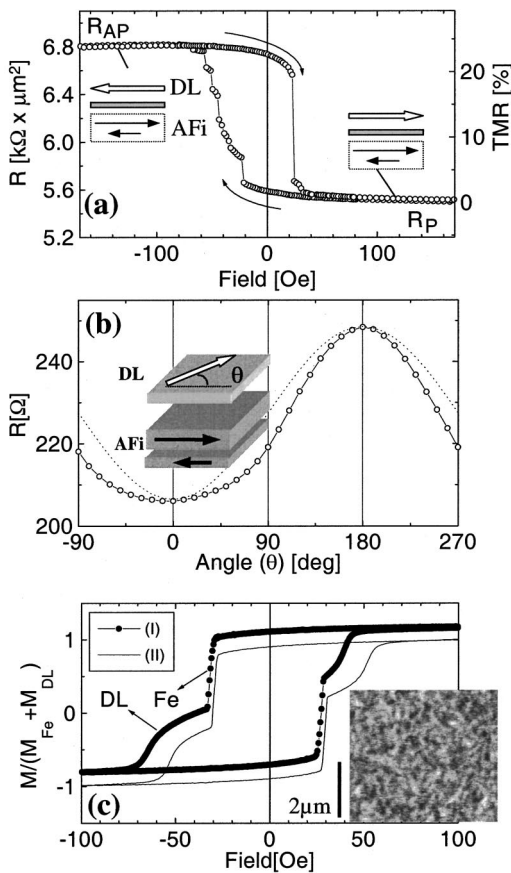 R_AP
DL
AFi
R_P
(a)
R [kΩ x µm²]
6.8
6.4
6.0
5.6
5.2
TMR [%]
20
10
0
-100 0 100
Field [Oe]
(b)
R[Ω]
240
220
200
DL
θ
AFi
-90 0 90 180 270
Angle (θ) [deg]
(I)
(II)
DL
Fe
M/(M_Fe +M_DL)
1
0
-1
(c)
2µm
-100 -50 0 50 100
Field[Oe]